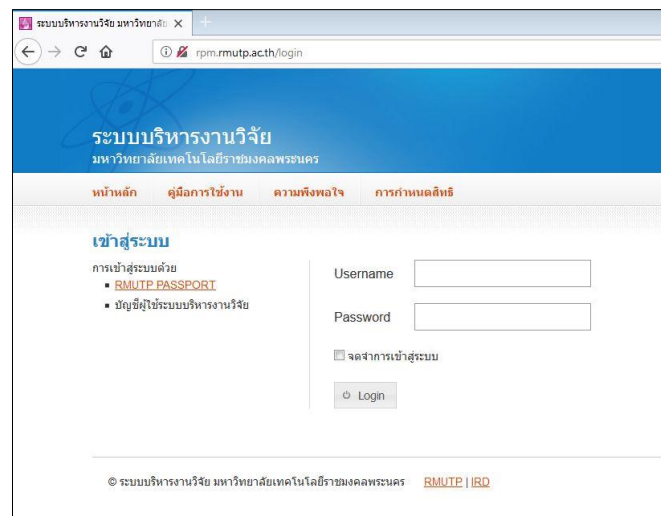 ระบบบริหารงานวิจัย มหาวิทยาลัย
rpm.rmutp.ac.th/login
ระบบบริหารงานวิจัย
มหาวิทยาลัยเทคโนโลยีราชมงคลพระนคร
หน้าหลัก คู่มือการใช้งาน ความพึงพอใจ การกำหนดสิทธิ
เข้าสู่ระบบ
การเข้าสู่ระบบด้วย
RMUTP PASSPORT
บัญชีผู้ใช้ระบบบริหารงานวิจัย
Username
Password
จดจำการเข้าสู่ระบบ
Login
© ระบบบริหารงานวิจัย มหาวิทยาลัยเทคโนโลยีราชมงคลพระนคร RMUTP | IRD